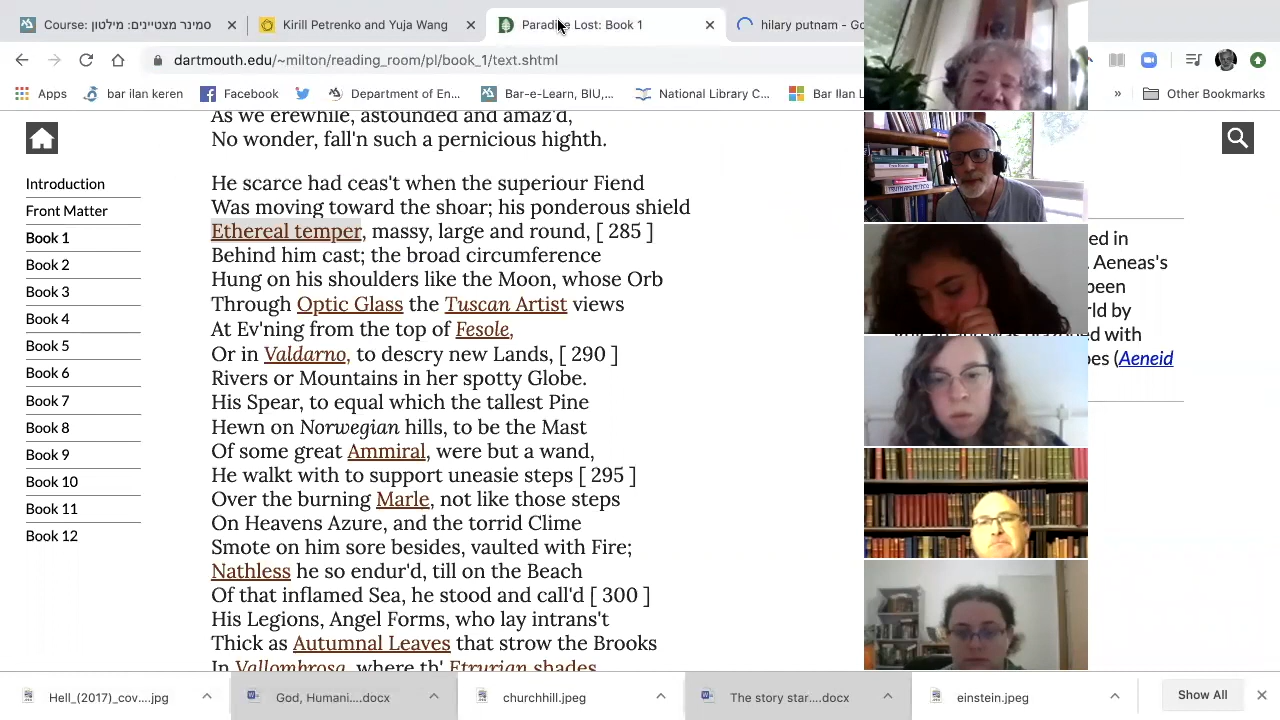 Course: סמינר מצטיינים: מילטון
Kirill Petrenko and Yuja Wang
Paradise Lost: Book 1
hilary putnam - Go
dartmouth.edu/~milton/reading_room/pl/book_1/text.shtml
Apps
bar ilan keren
Facebook
Department of En...
Bar-e-Learn, BIU,...
National Library C...
Bar Ilan L
»
Other Bookmarks
Introduction
Front Matter
Book 1
Book 2
Book 3
Book 4
Book 5
Book 6
Book 7
Book 8
Book 9
Book 10
Book 11
Book 12
As we erewhile, astounded and amaz'd,
No wonder, fall'n such a pernicious highth.
He scarce had ceas't when the superiour Fiend
Was moving toward the shoar; his ponderous shield
Ethereal temper, massy, large and round, [ 285 ]
Behind him cast; the broad circumference
Hung on his shoulders like the Moon, whose Orb
Through Optic Glass the Tuscan Artist views
At Ev'ning from the top of Fesole,
Or in Valdarno, to descry new Lands, [ 290 ]
Rivers or Mountains in her spotty Globe.
His Spear, to equal which the tallest Pine
Hewn on Norwegian hills, to be the Mast
Of some great Ammiral, were but a wand,
He walkt with to support uneasie steps [ 295 ]
Over the burning Marle, not like those steps
On Heavens Azure, and the torrid Clime
Smote on him sore besides, vaulted with Fire;
Nathless he so endur'd, till on the Beach
Of that inflamed Sea, he stood and call'd [ 300 ]
His Legions, Angel Forms, who lay intrans't
Thick as Autumnal Leaves that strow the Brooks
In Vallombrosa, where th' Etrurian shades
ed in
Aeneas's
been
rld by
with
es (Aeneid
Hell_(2017)_cov....jpg
God, Humani....docx
churchhill.jpeg
The story star....docx
einstein.jpeg
Show All